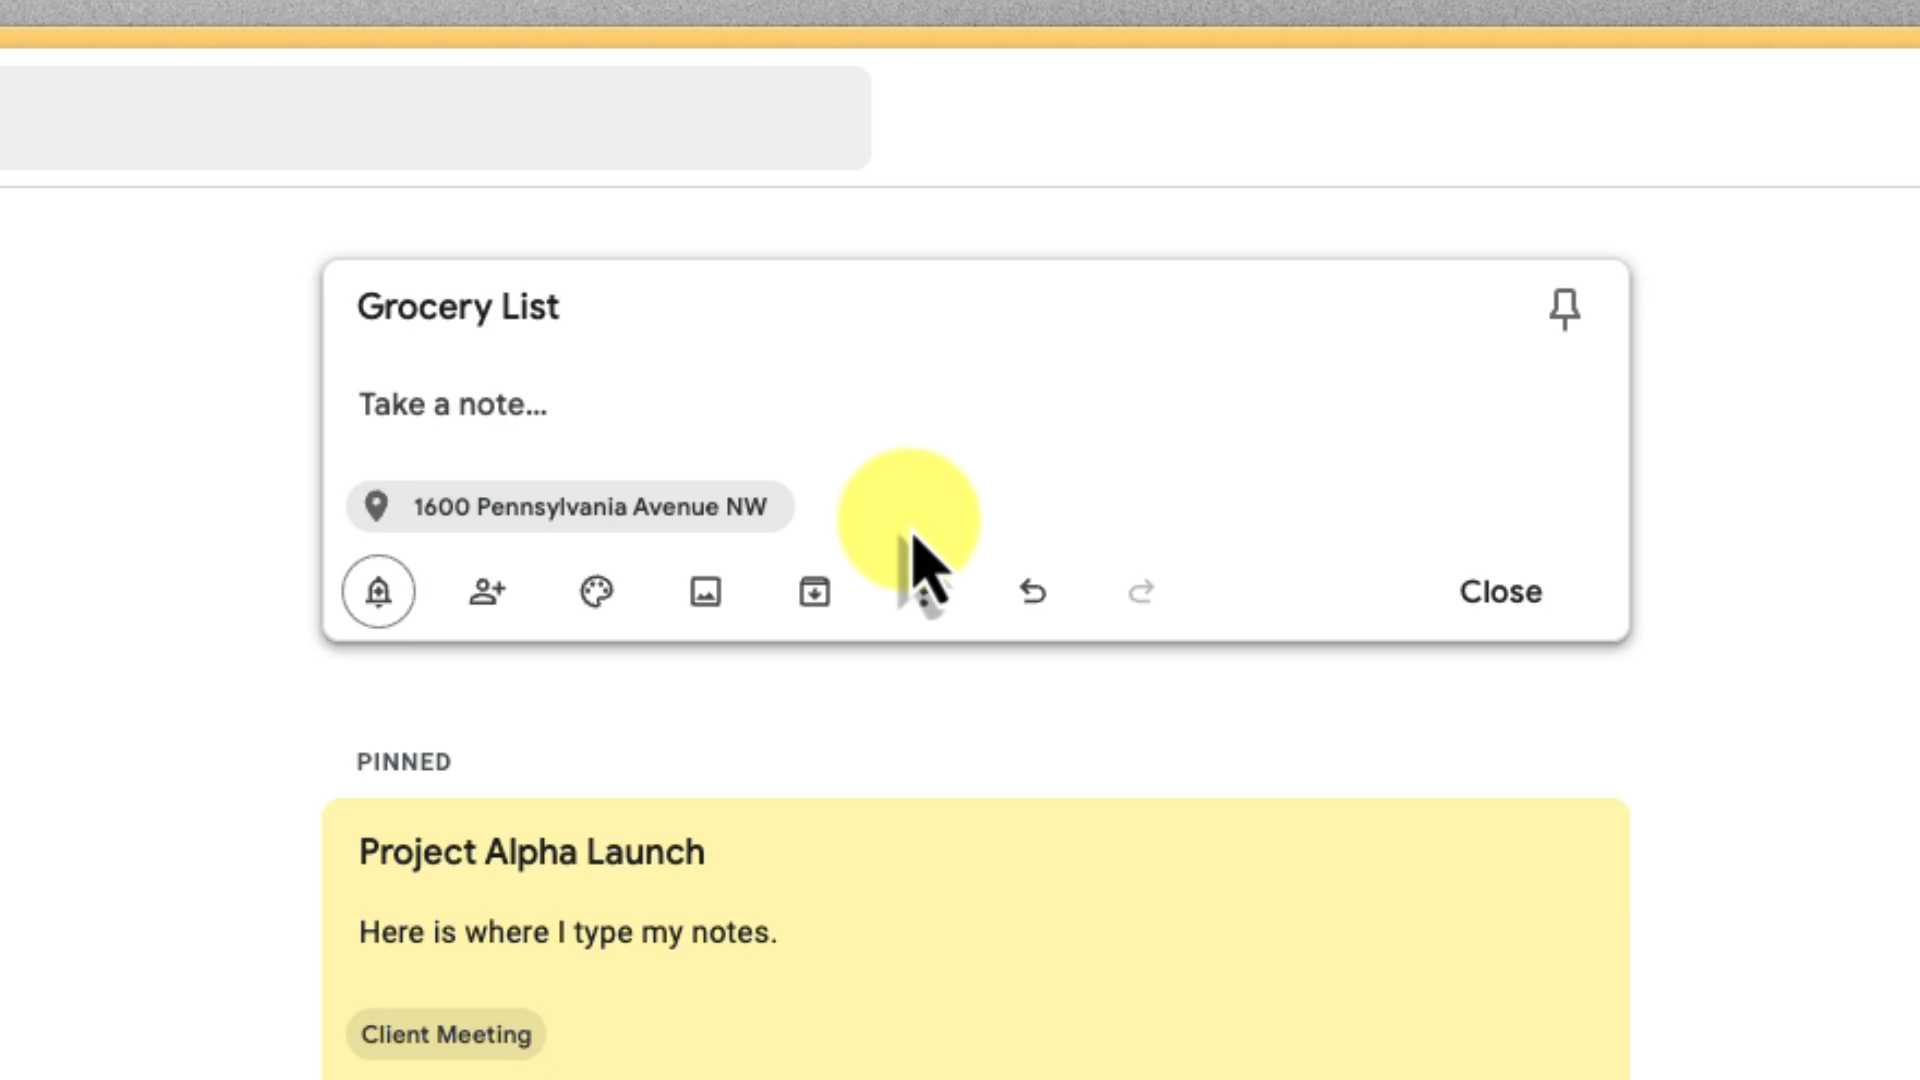 Grocery List
Take a note...
1600 Pennsylvania Avenue NW
Close
PINNED
Project Alpha Launch
Here is where I type my notes.
Client Meeting